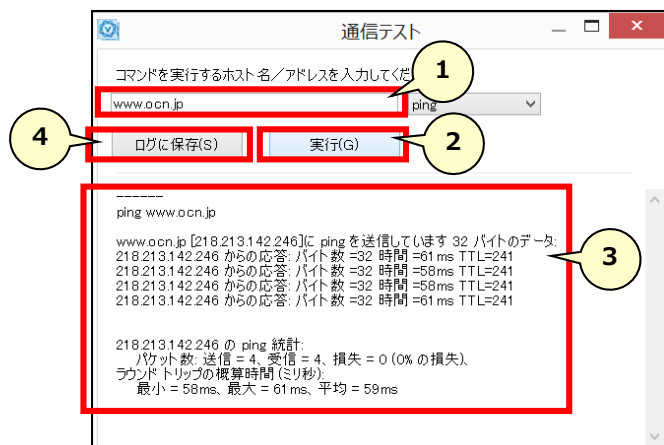 通信テスト
コマンドを実行するホスト名／アドレスを入力してくだ
1
www.ocn.jp
ping
4
ログに保存(S)
実行(G)
2
------
ping www.ocn.jp
www.ocn.jp [218.213.142.246]に ping を送信しています 32 バイトのデータ:
218.213.142.246 からの応答: バイト数 =32 時間 =61ms TTL=241
218.213.142.246 からの応答: バイト数 =32 時間 =58ms TTL=241
218.213.142.246 からの応答: バイト数 =32 時間 =58ms TTL=241
218.213.142.246 からの応答: バイト数 =32 時間 =61ms TTL=241
3
218.213.142.246 の ping 統計:
パケット数: 送信 = 4、受信 = 4、損失 = 0 (0% の損失)、
ラウンド トリップの概算時間 (ミリ秒):
最小 = 58ms、最大 = 61ms、平均 = 59ms